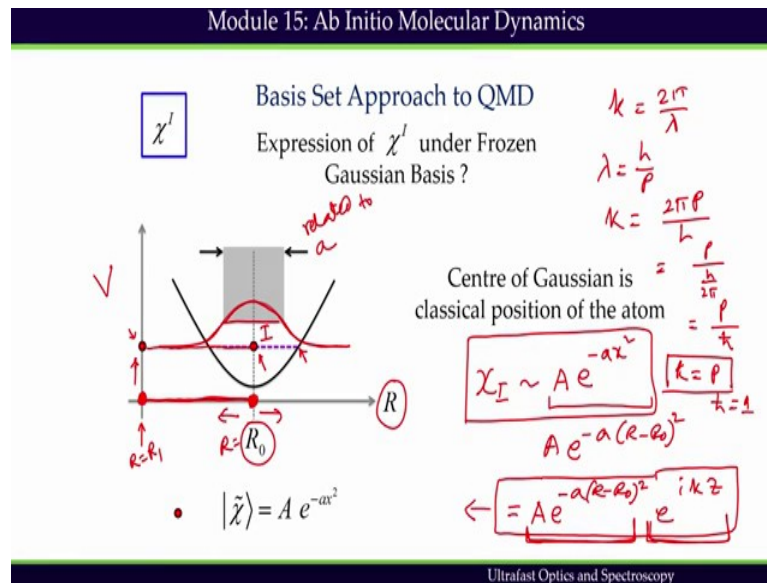 Module 15: Ab Initio Molecular Dynamics
χ^I
Basis Set Approach to QMD
Expression of χ^I under Frozen
Gaussian Basis ?
related to
a
V
I
R
R=R₁
R=R₀
|χ̃⟩ = A e^{-ax²}
Centre of Gaussian is
classical position of the atom
χ_I ~ A e^{-ax²}
A e^{-a(R-R₀)²}
← = A e^{-a(R-R₀)²} e^{ikz}
k = 2π/λ
λ = h/p
k = 2πp/h
= p/(h/2π)
= p/ħ
k = p
ħ=1
Ultrafast Optics and Spectroscopy